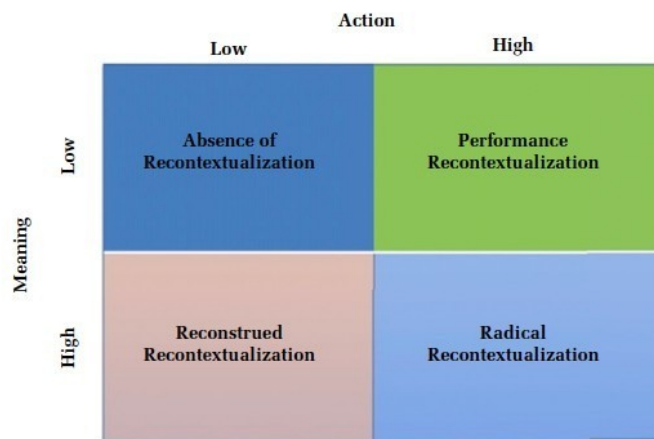 Action
Low High
Low
Absence of
Recontextualization
Performance
Recontextualization
Meaning
High
Reconstrued
Recontextualization
Radical
Recontextualization